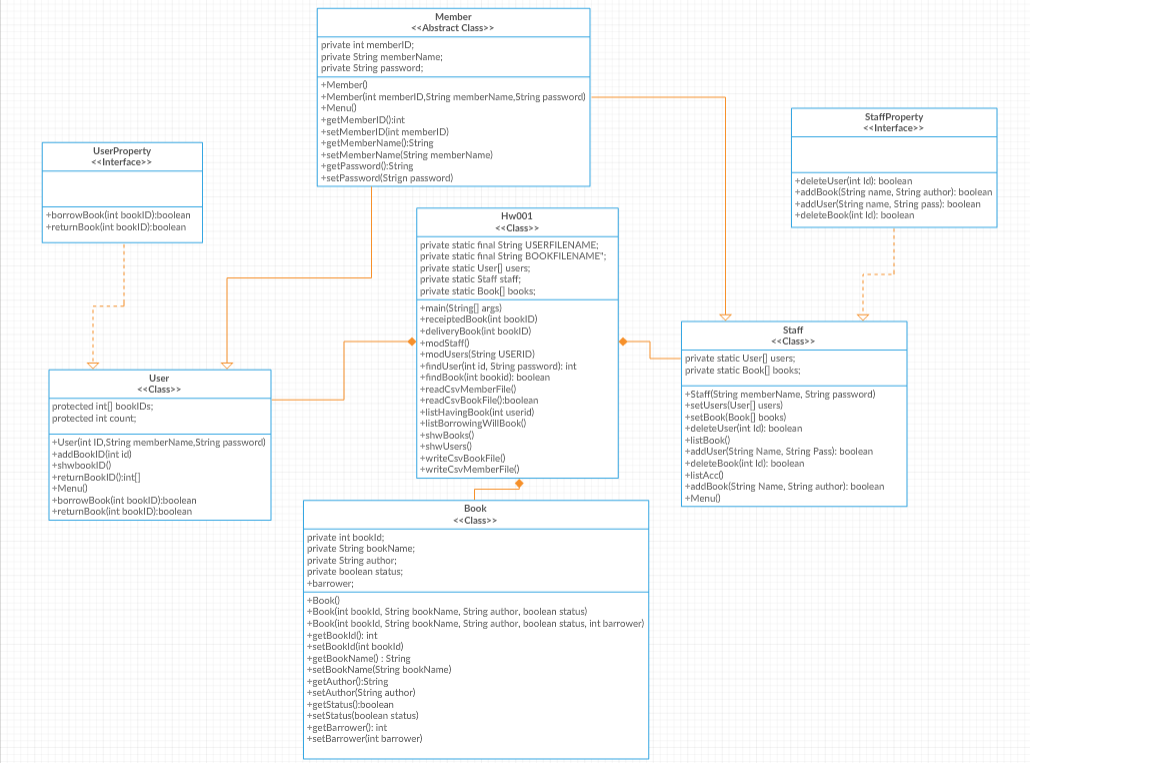 Member
<<Abstract Class>>
private int memberID;
private String memberName;
private String password;
+Member()
+Member(int memberID,String memberName,String password)
+Menu()
+getMemberID():int
+setMemberID(int memberID)
+getMemberName():String
+setMemberName(String memberName)
+getPassword():String
+setPassword(Strign password)
StaffProperty
<<Interface>>
+deleteUser(int Id): boolean
+addBook(String name, String author): boolean
+addUser(String name, String pass): boolean
+deleteBook(int Id): boolean
UserProperty
<<Interface>>
+borrowBook(int bookID):boolean
+returnBook(int bookID):boolean
Hw001
<<Class>>
private static final String USERFILENAME;
private static final String BOOKFILENAME";
private static User[] users;
private static Staff staff;
private static Book[] books;
+main(String[] args)
+receiptedBook(int bookID)
+deliveryBook(int bookID)
+modStaff()
+modUsers(String USERID)
+findUser(int id, String password): int
+findBook(int bookid): boolean
+readCsvMemberFile()
+readCsvBookFile():boolean
+listHavingBook(int userid)
+listBorrowingWillBook()
+shwBooks()
+shwUsers()
+writeCsvBookFile()
+writeCsvMemberFile()
Staff
<<Class>>
private static User[] users;
private static Book[] books;
+Staff(String memberName, String password)
+setUsers(User[] users)
+setBook(Book[] books)
+deleteUser(int Id): boolean
+listBook()
+addUser(String Name, String Pass): boolean
+deleteBook(int Id): boolean
+listAcc()
+addBook(String Name, String author): boolean
+Menu()
User
<<Class>>
protected int[] bookIDs;
protected int count;
+User(int ID,String memberName,String password)
+addBookID(int id)
+shwbookID()
+returnBookID():int[]
+Menu()
+borrowBook(int bookID):boolean
+returnBook(int bookID):boolean
Book
<<Class>>
private int bookId;
private String bookName;
private String author;
private boolean status;
+barrower;
+Book()
+Book(int bookId, String bookName, String author, boolean status)
+Book(int bookId, String bookName, String author, boolean status, int barrower)
+getBookId(): int
+setBookId(int bookId)
+getBookName() : String
+setBookName(String bookName)
+getAuthor():String
+setAuthor(String author)
+getStatus():boolean
+setStatus(boolean status)
+getBarrower(): int
+setBarrower(int barrower)